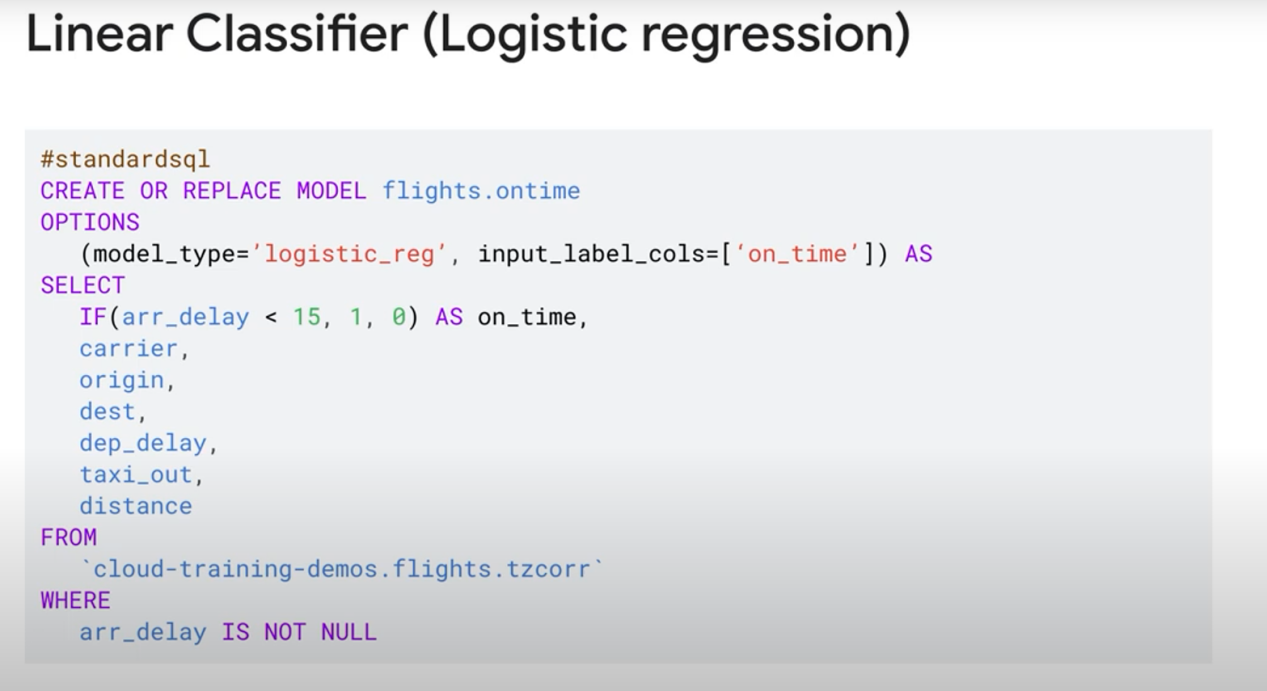 Linear Classifier (Logistic regression)
#standardsql
CREATE OR REPLACE MODEL flights.ontime
OPTIONS
(model_type=’logistic_reg’, input_label_cols=[‘on_time’]) AS
SELECT
IF(arr_delay < 15, 1, 0) AS on_time,
carrier,
origin,
dest,
dep_delay,
taxi_out,
distance
FROM
`cloud-training-demos.flights.tzcorr`
WHERE
arr_delay IS NOT NULL